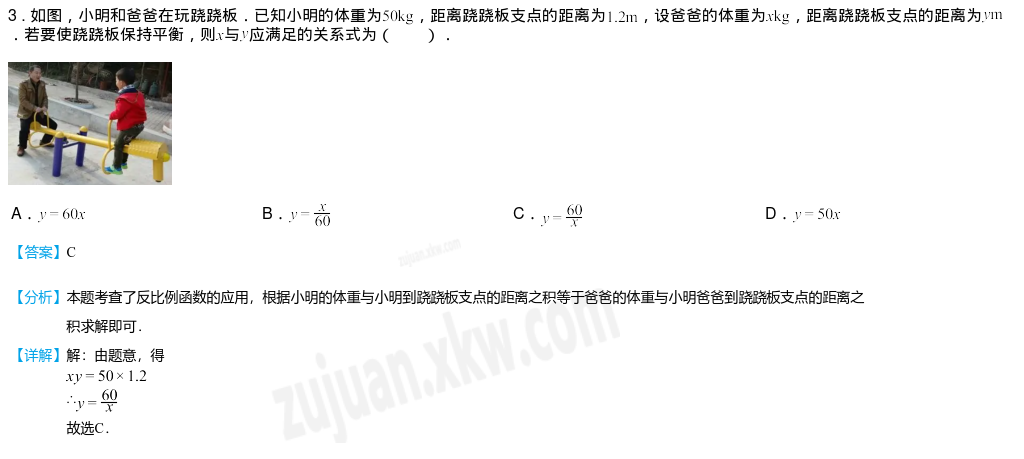 3．如图，小明和爸爸在玩跷跷板．已知小明的体重为50kg，距离跷跷板支点的距离为1.2m，设爸爸的体重为xkg，距离跷跷板支点的距离为ym
．若要使跷跷板保持平衡，则x与y应满足的关系式为（　　）．
A．y=60x B．y=x/60 C．y=60/x D．y=50x
【答案】C
zujuan.xkw.com
【分析】本题考查了反比例函数的应用，根据小明的体重与小明到跷跷板支点的距离之积等于爸爸的体重与小明爸爸到跷跷板支点的距离之
积求解即可．
【详解】解：由题意，得
xy=50×1.2
∴y=60/x
故选C．
zujuan.xkw.com